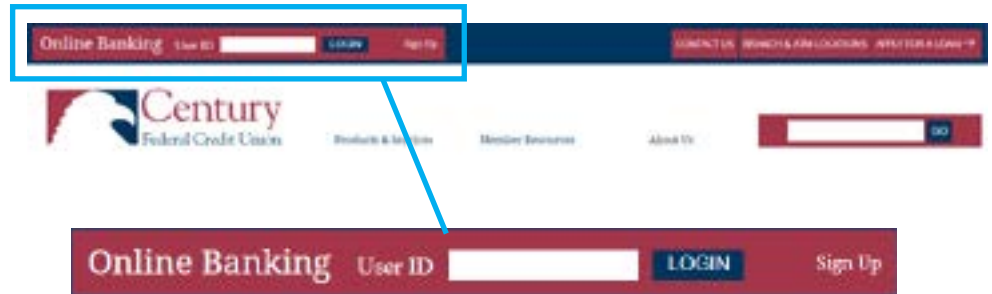 Online Banking User ID LOGIN Sign Up CONTACT US BRANCH & ATM LOCATIONS APPLY FOR A LOAN
Century
Federal Credit Union
Products & Services Member Resources About Us GO
Online Banking User ID LOGIN Sign Up